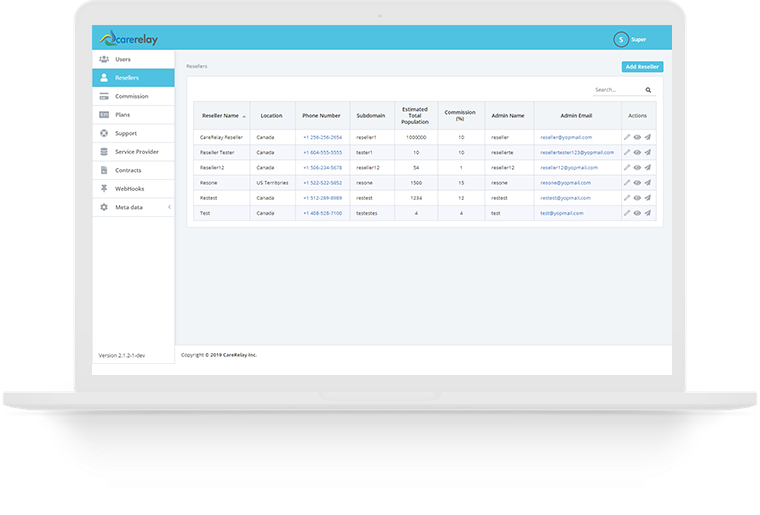 carerelay
S Super
Users
Resellers
Commission
Plans
Support
Service Provider
Contracts
WebHooks
Meta data
Version 2.1.2-1-dev
Resellers
Add Reseller
Search...
Reseller Name Location Phone Number Subdomain Estimated Total Population Commission (%) Admin Name Admin Email Actions
CareRelay Reseller Canada +1 256-256-2654 reseller1 1000000 10 reseller reseller@yopmail.com
Reseller Tester Canada +1 604-555-5555 tester1 10 10 resellerte resellertester123@yopmail.com
Reseller12 Canada +1 506-234-5678 reseller12 54 1 reseller12 reseller12@yopmail.com
Resone US Territories +1 522-522-5652 resone 1500 15 resone resone@yopmail.com
Restest Canada +1 512-289-8989 restest 1234 12 restest restest@yopmail.com
Test Canada +1 408-528-7100 testestes 4 4 test test@yopmail.com
Copyright © 2019 CareRelay Inc.